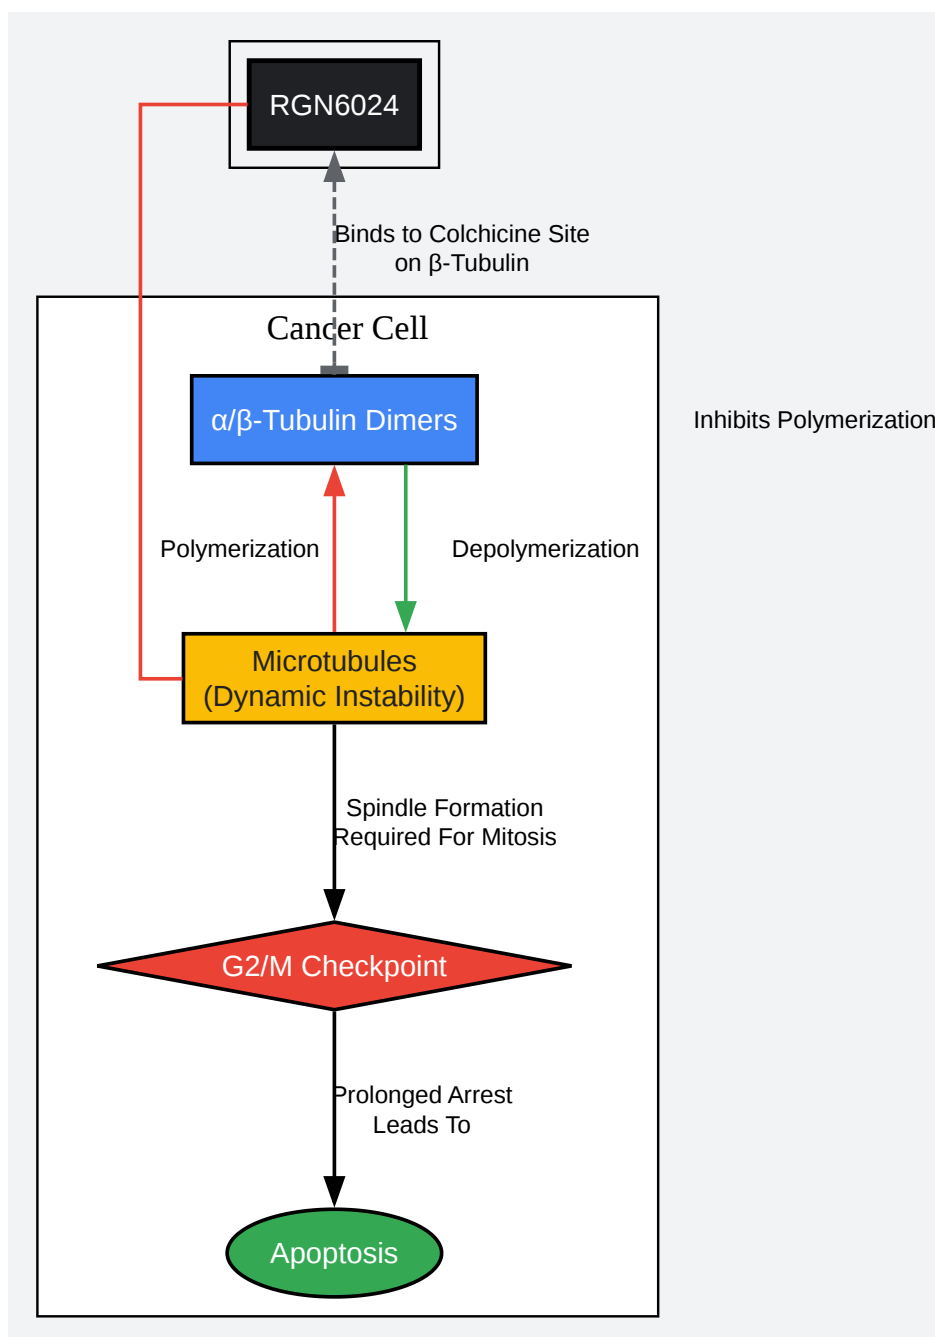 RGN6024
Binds to Colchicine Site
on β-Tubulin
Cancer Cell
α/β-Tubulin Dimers
Inhibits Polymerization
Polymerization
Depolymerization
Microtubules
(Dynamic Instability)
Spindle Formation
Required For Mitosis
G2/M Checkpoint
Prolonged Arrest
Leads To
Apoptosis